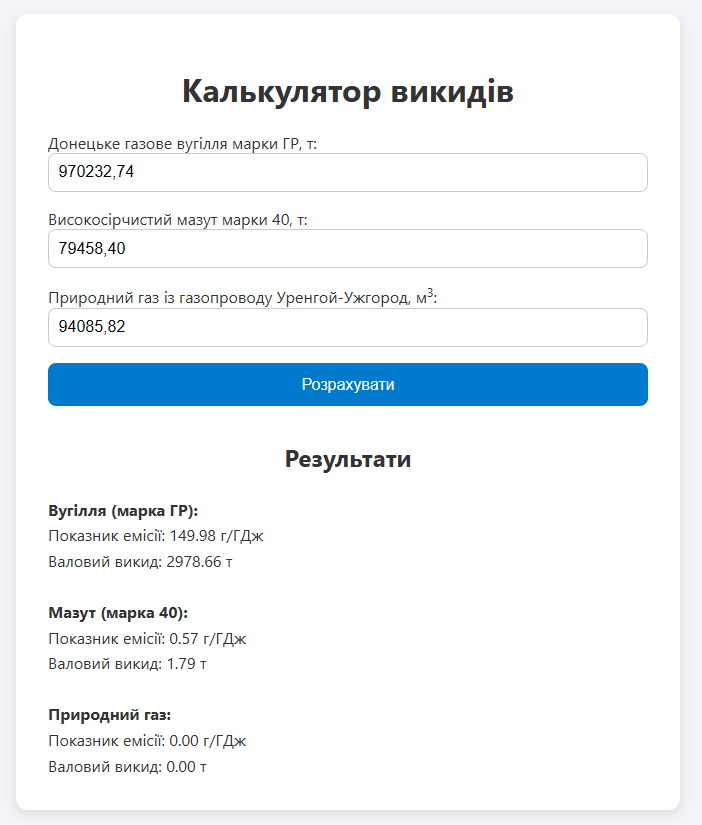 Калькулятор викидів
Донецьке газове вугілля марки ГР, т:
970232,74
Високосірчистий мазут марки 40, т:
79458,40
Природний газ із газопроводу Уренгой-Ужгород, м³:
94085,82
Розрахувати
Результати
Вугілля (марка ГР):
Показник емісії: 149.98 г/ГДж
Валовий викид: 2978.66 т
Мазут (марка 40):
Показник емісії: 0.57 г/ГДж
Валовий викид: 1.79 т
Природний газ:
Показник емісії: 0.00 г/ГДж
Валовий викид: 0.00 т